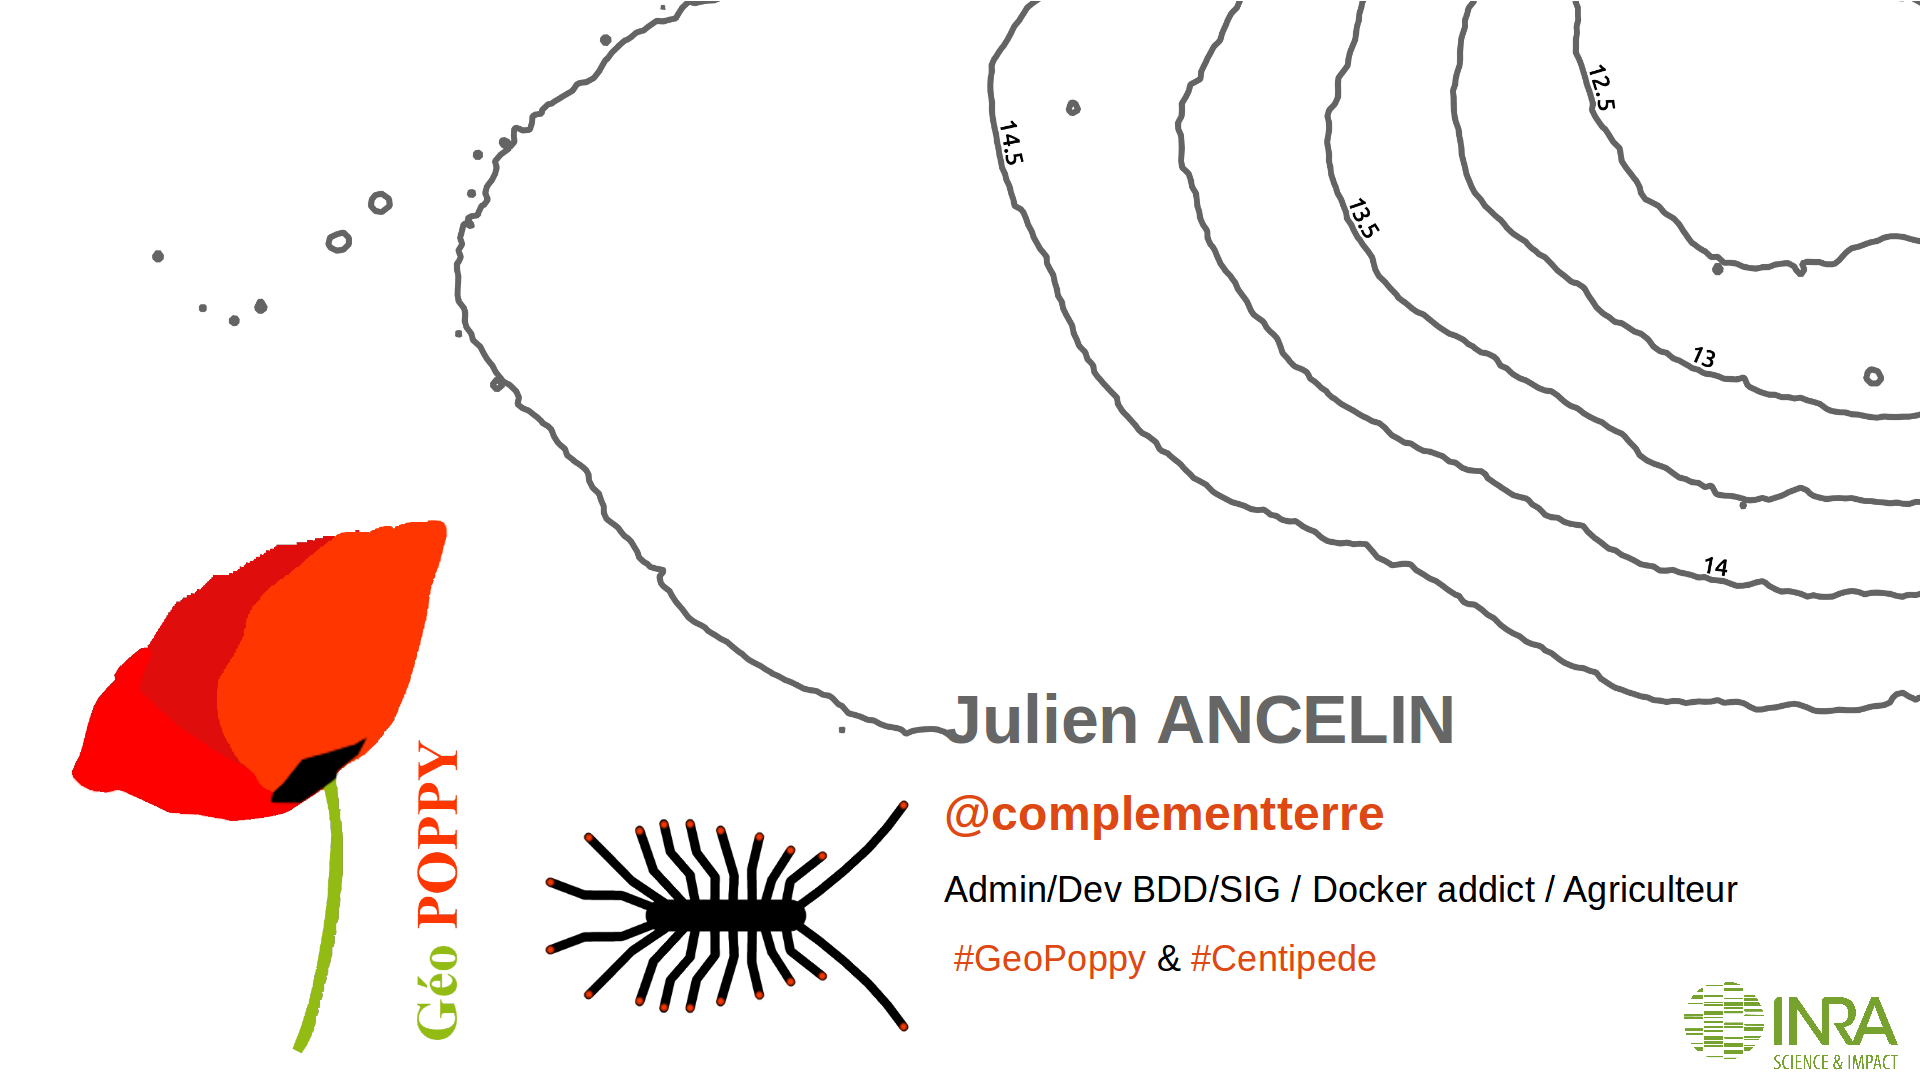 12.5
14.5
13.5
13
14
Julien ANCELIN
@complementterre
Admin/Dev BDD/SIG / Docker addict / Agriculteur
#GeoPoppy & #Centipede
Géo POPPY
INRA
SCIENCE & IMPACT